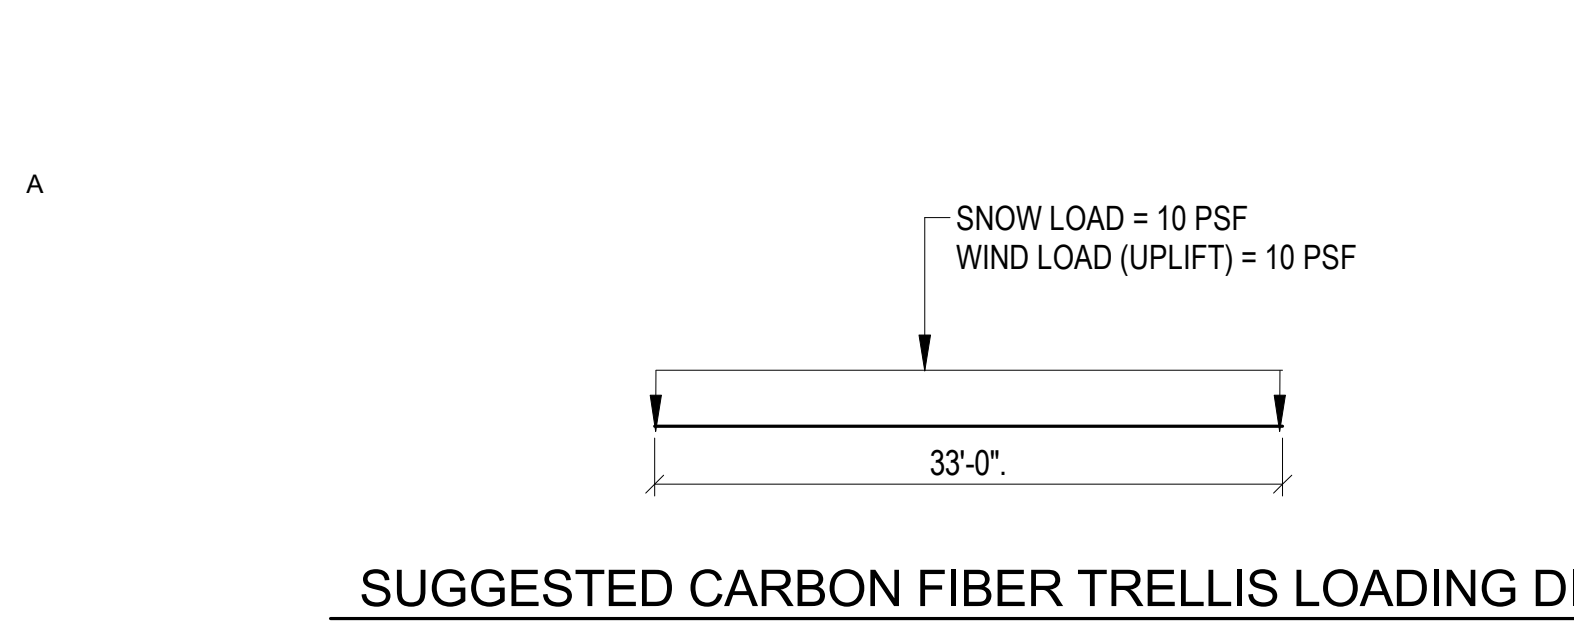 A
SNOW LOAD = 10 PSF
WIND LOAD (UPLIFT) = 10 PSF
33'-0".
SUGGESTED CARBON FIBER TRELLIS LOADING